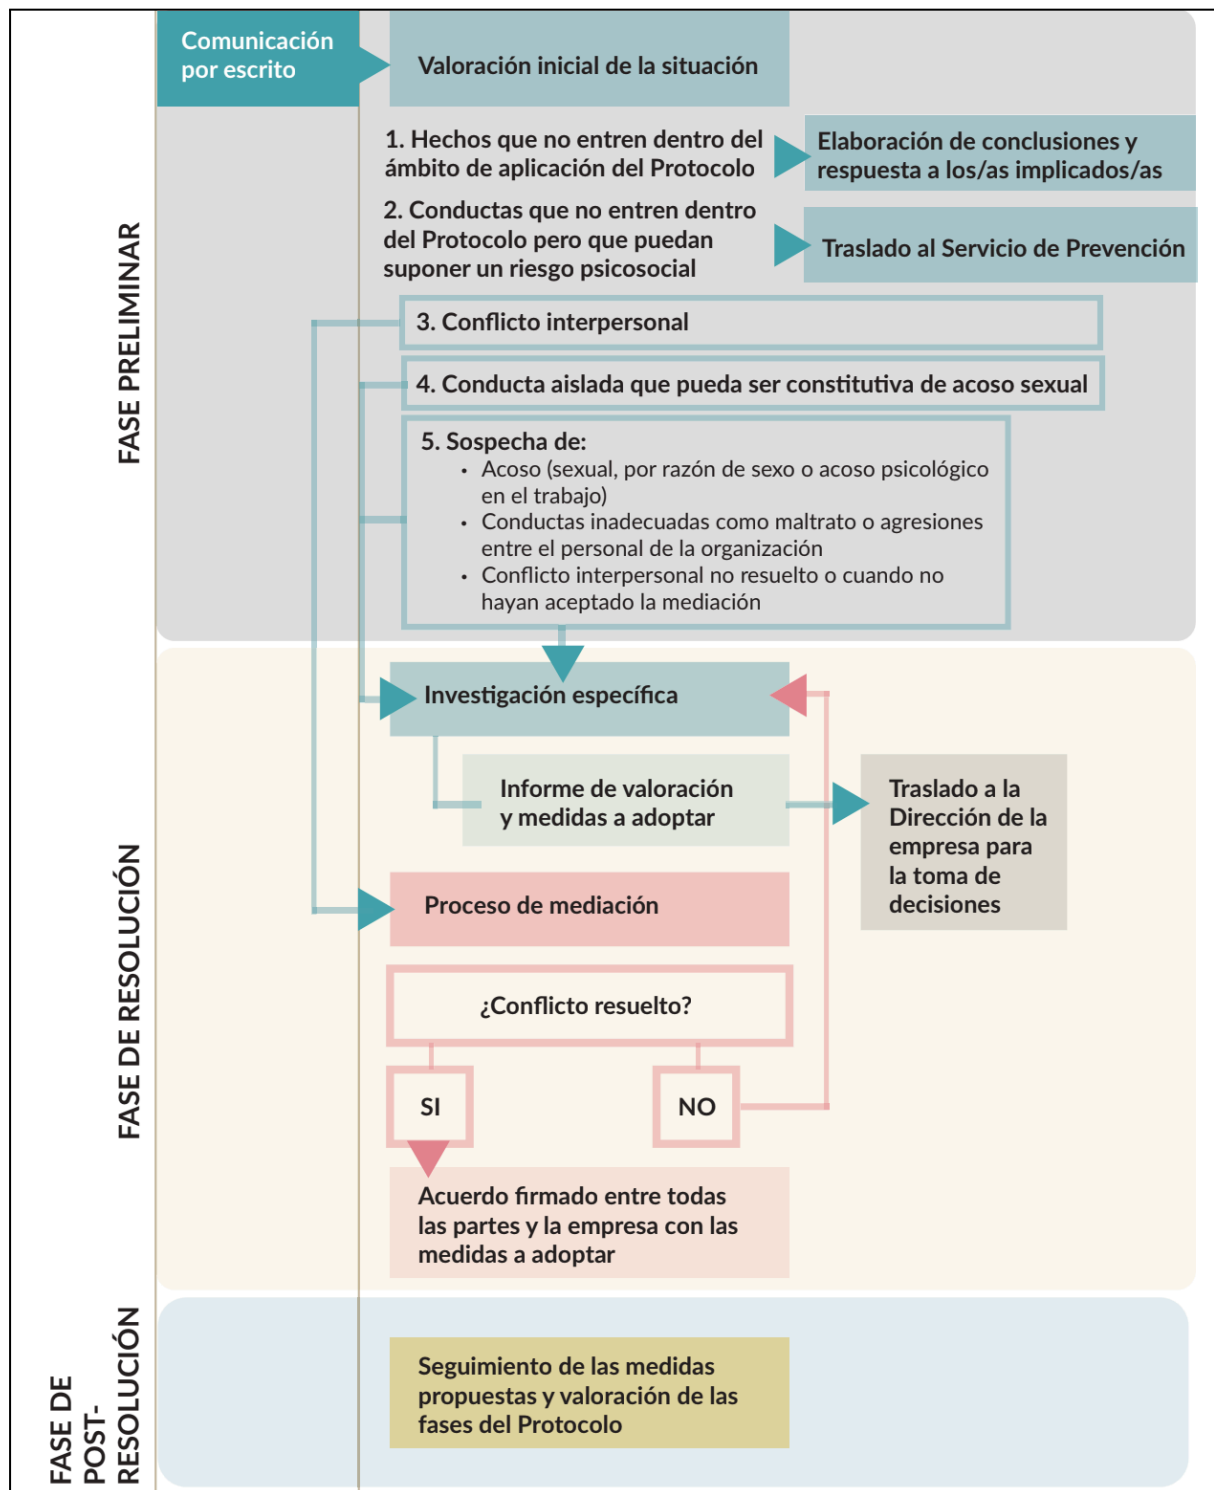 Comunicación
por escrito
Valoración inicial de la situación
1. Hechos que no entren dentro del
ámbito de aplicación del Protocolo
Elaboración de conclusiones y
respuesta a los/as implicados/as
2. Conductas que no entren dentro
del Protocolo pero que puedan
suponer un riesgo psicosocial
Traslado al Servicio de Prevención
3. Conflicto interpersonal
4. Conducta aislada que pueda ser constitutiva de acoso sexual
5. Sospecha de:
• Acoso (sexual, por razón de sexo o acoso psicológico
en el trabajo)
• Conductas inadecuadas como maltrato o agresiones
entre el personal de la organización
• Conflicto interpersonal no resuelto o cuando no
hayan aceptado la mediación
FASE PRELIMINAR
Investigación específica
Informe de valoración
y medidas a adoptar
Traslado a la
Dirección de la
empresa para
la toma de
decisiones
Proceso de mediación
¿Conflicto resuelto?
SI
NO
Acuerdo firmado entre todas
las partes y la empresa con las
medidas a adoptar
FASE DE RESOLUCIÓN
Seguimiento de las medidas
propuestas y valoración de las
fases del Protocolo
FASE DE
POST-
RESOLUCIÓN